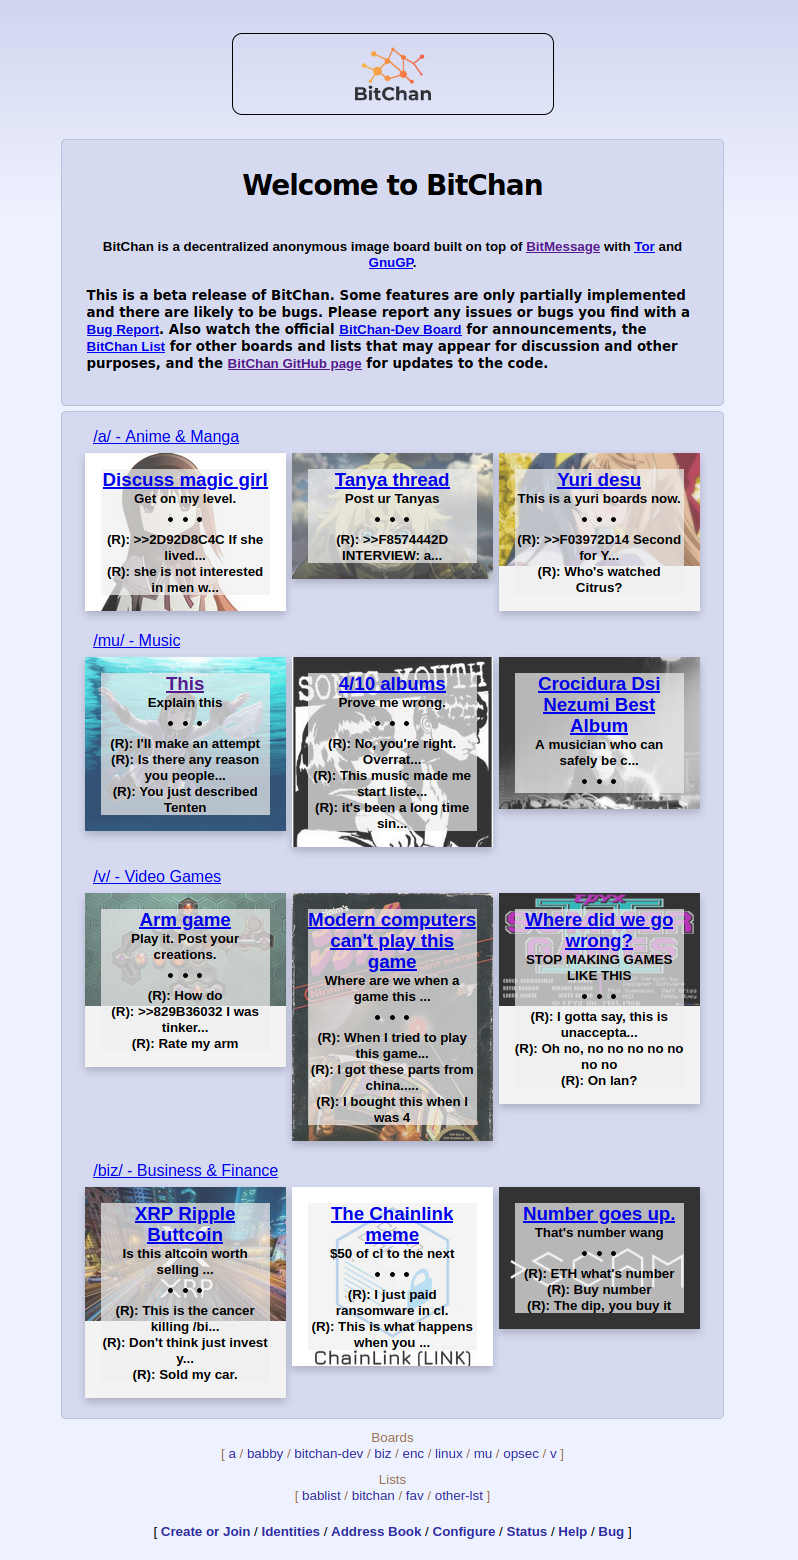 BitChan
Welcome to BitChan
BitChan is a decentralized anonymous image board built on top of BitMessage with Tor and
GnuGP.
This is a beta release of BitChan. Some features are only partially implemented
and there are likely to be bugs. Please report any issues or bugs you find with a
Bug Report. Also watch the official BitChan-Dev Board for announcements, the
BitChan List for other boards and lists that may appear for discussion and other
purposes, and the BitChan GitHub page for updates to the code.
/a/ - Anime & Manga
Discuss magic girl
Get on my level.
• • •
(R): >>2D92D8C4C If she
lived...
(R): she is not interested
in men w...
Tanya thread
Post ur Tanyas
• • •
(R): >>F8574442D
INTERVIEW: a...
Yuri desu
This is a yuri boards now.
• • •
(R): >>F03972D14 Second
for Y...
(R): Who's watched
Citrus?
/mu/ - Music
This
Explain this
• • •
(R): I'll make an attempt
(R): Is there any reason
you people...
(R): You just described
Tenten
SONIC YOUTH
4/10 albums
Prove me wrong.
• • •
(R): No, you're right.
Overrat...
(R): This music made me
start liste...
(R): it's been a long time
sin...
Crocidura Dsi
Nezumi Best
Album
A musician who can
safely be c...
• • •
/v/ - Video Games
Arm game
Play it. Post your
creations.
• • •
(R): How do
(R): >>829B36032 I was
tinker...
(R): Rate my arm
Modern computers
can't play this
game
Where are we when a
game this ...
• • •
(R): When I tried to play
this game...
(R): I got these parts from
china.....
(R): I bought this when I
was 4
Where did we go
wrong?
STOP MAKING GAMES
LIKE THIS
• • •
(R): I gotta say, this is
unaccepta...
(R): Oh no, no no no no no
no no
(R): On lan?
/biz/ - Business & Finance
XRP Ripple
Buttcoin
Is this altcoin worth
selling ...
• • •
XRP
(R): This is the cancer
killing /bi...
(R): Don't think just invest
y...
(R): Sold my car.
The Chainlink
meme
$50 of cl to the next
• • •
(R): I just paid
ransomware in cl.
(R): This is what happens
when you ...
ChainLink (LINK)
Number goes up.
That's number wang
• • •
>SCAM
(R): ETH what's number
(R): Buy number
(R): The dip, you buy it
Boards
[ a / babby / bitchan-dev / biz / enc / linux / mu / opsec / v ]
Lists
[ bablist / bitchan / fav / other-lst ]
[ Create or Join / Identities / Address Book / Configure / Status / Help / Bug ]